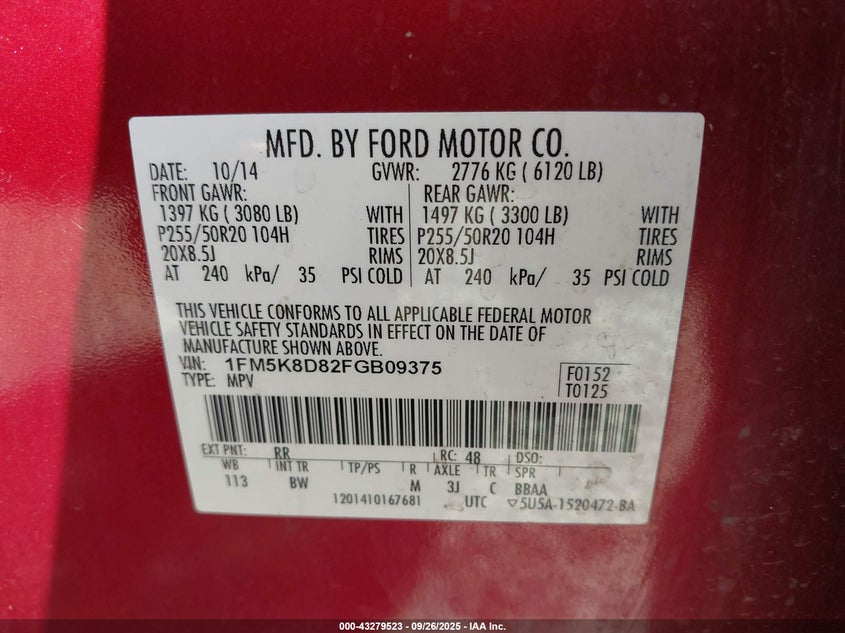 MFD. BY FORD MOTOR CO.
DATE: 10/14 GVWR: 2776 KG ( 6120 LB)
FRONT GAWR: REAR GAWR:
1397 KG ( 3080 LB) WITH 1497 KG ( 3300 LB) WITH
P255/50R20 104H TIRES P255/50R20 104H TIRES
20X8.5J RIMS 20X8.5J RIMS
AT 240 kPa/ 35 PSI COLD AT 240 kPa/ 35 PSI COLD
THIS VEHICLE CONFORMS TO ALL APPLICABLE FEDERAL MOTOR
VEHICLE SAFETY STANDARDS IN EFFECT ON THE DATE OF
MANUFACTURE SHOWN ABOVE.
VIN: 1FM5K8D82FGB09375 F0152
TYPE: MPV T0125
EXT PNT: RR RC: 48 DSO:
WB INT TR TP/PS R AXLE TR SPR
113 BW M 3J C BBAA
1201410167681 UTC ▽5U5A-1520472-BA
000-43279523 - 09/26/2025 - IAA Inc.